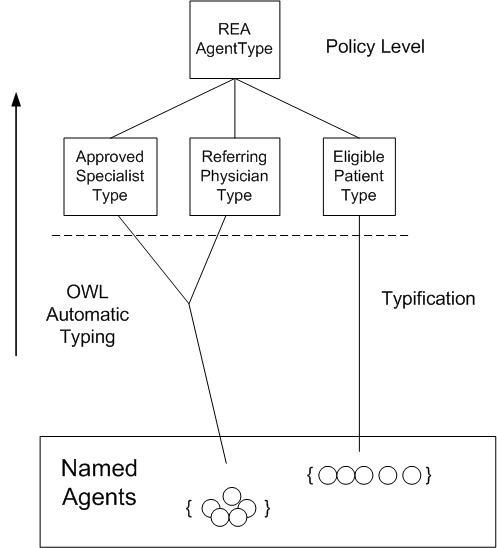 REA
AgentType
Policy Level
Approved
Specialist
Type
Referring
Physician
Type
Eligible
Patient
Type
OWL
Automatic
Typing
Typification
Named
Agents
{ }
{ }